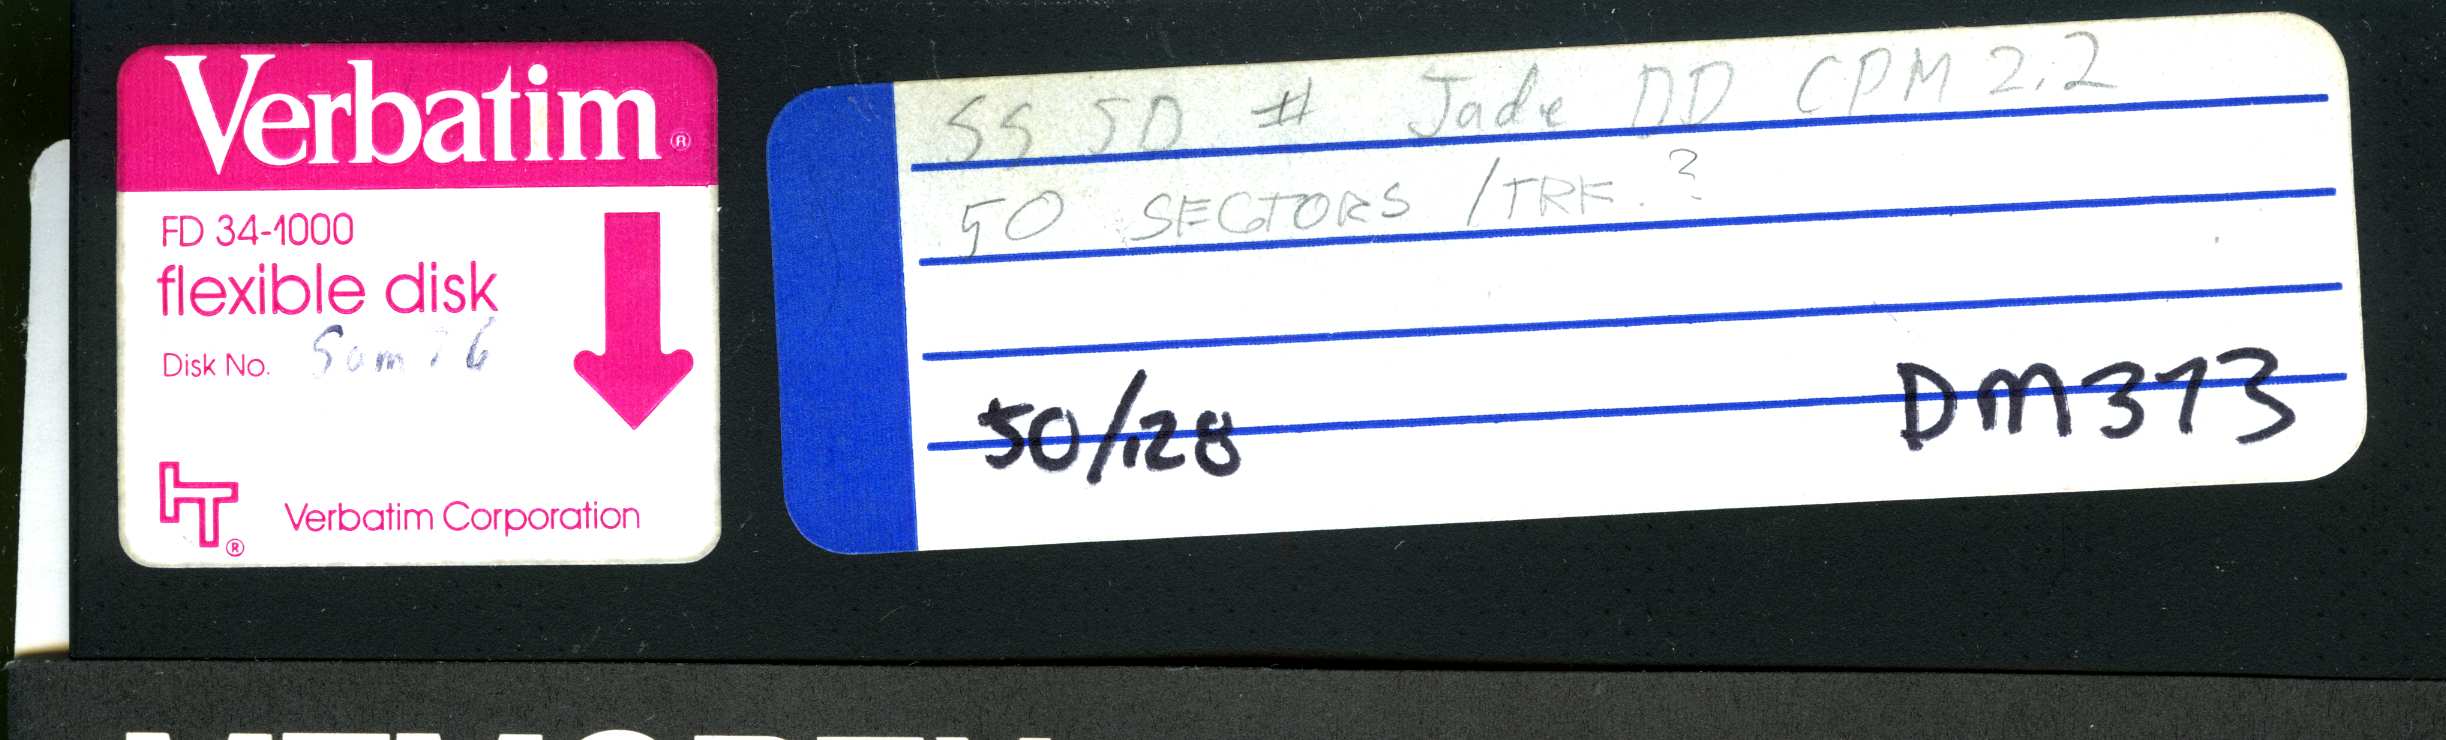 Verbatim®
FD 34-1000
flexible disk
Disk No.
®
Verbatim Corporation
SS SD # Jade DD CPM 2.2
50 SECTORS /TRK.?
50/128
DM373